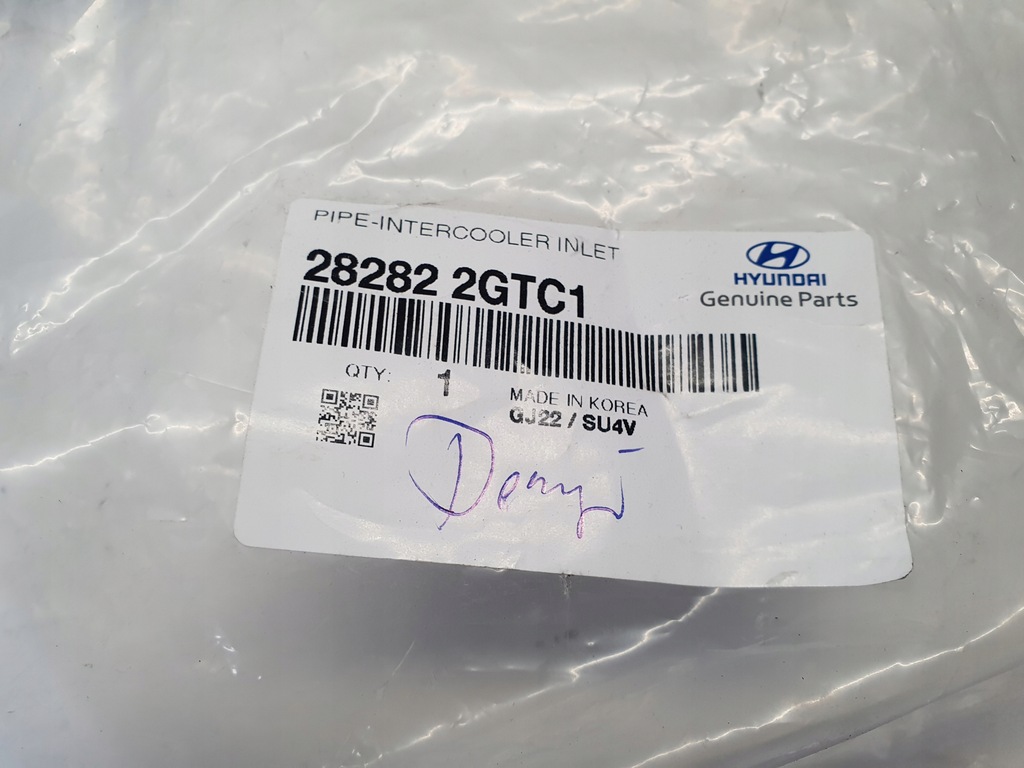 PIPE-INTERCOOLER INLET
28282 2GTC1
HYUNDAI
Genuine Parts
QTY: 1
MADE IN KOREA
GJ22 / SU4V